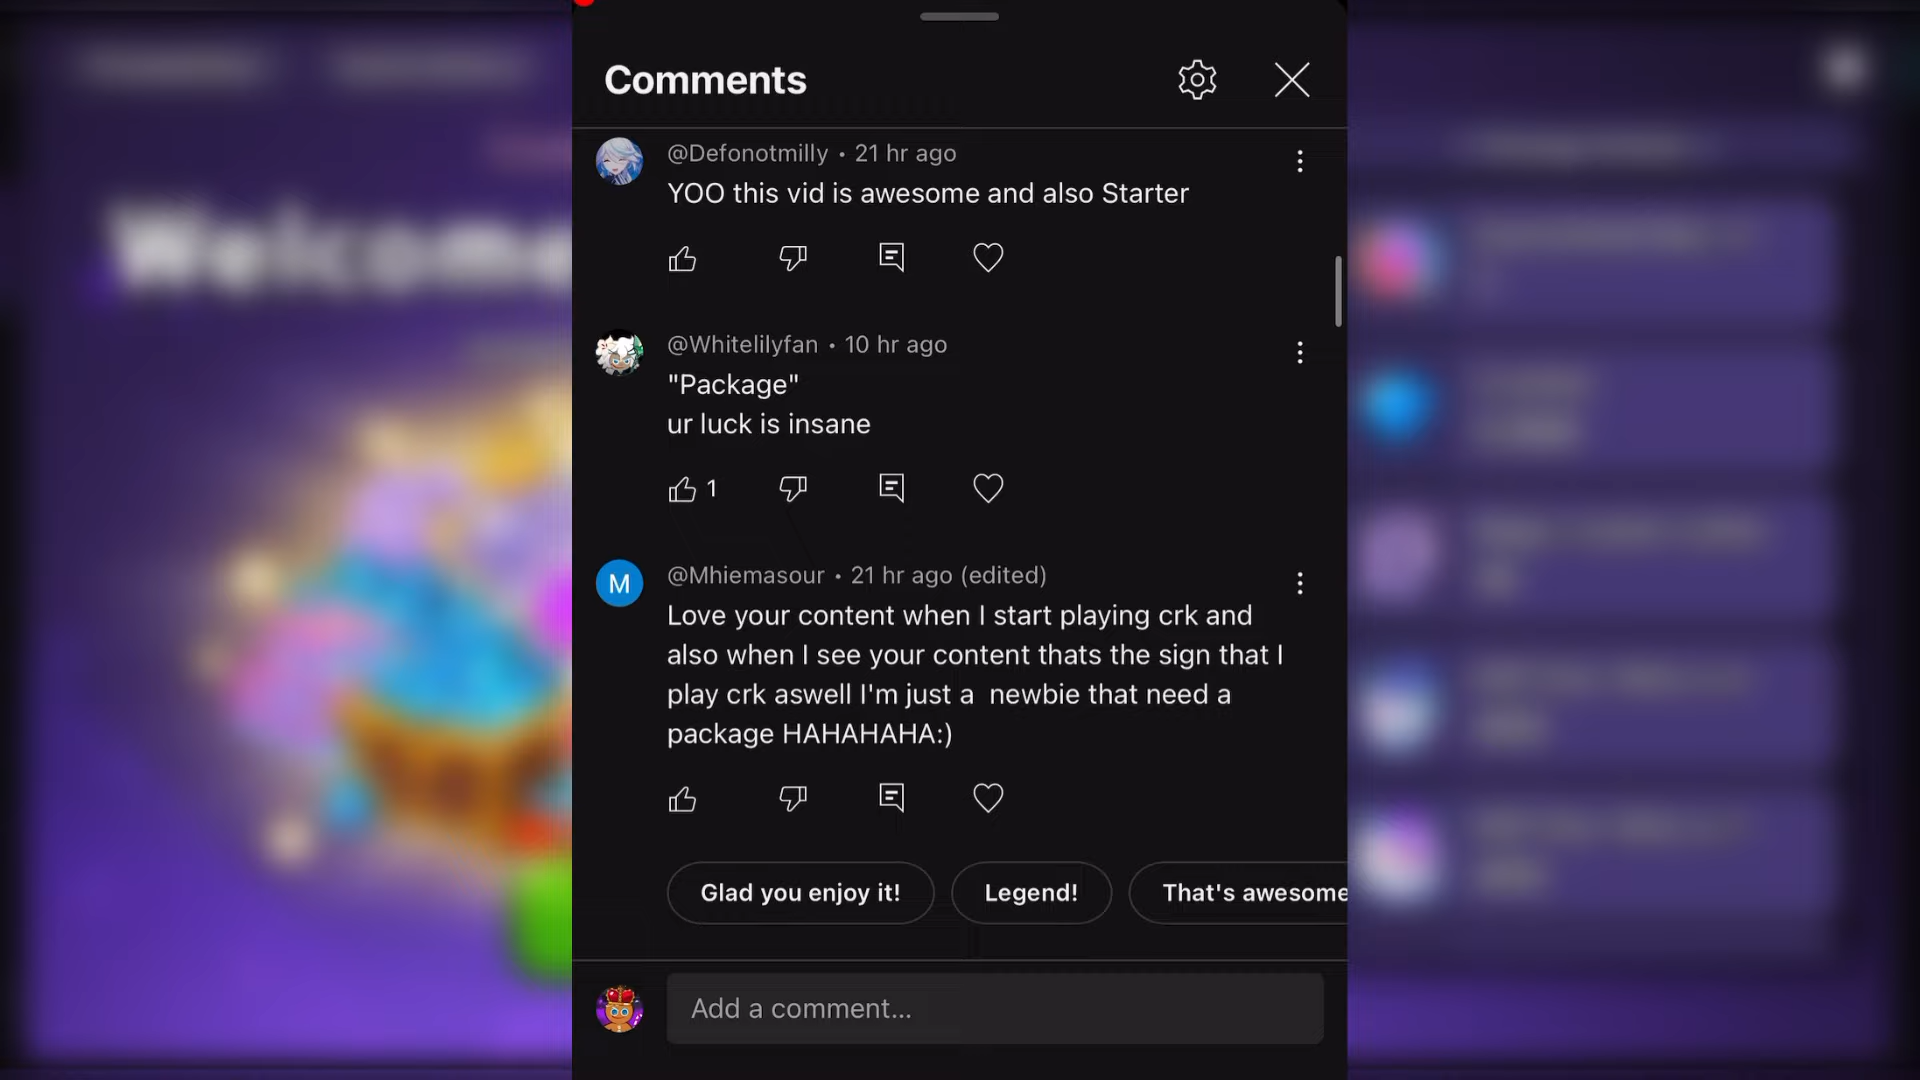 Welcome
Comments
@Defonotmilly • 21 hr ago
YOO this vid is awesome and also Starter
@Whitelilyfan • 10 hr ago
"Package"
ur luck is insane
1
M
@Mhiemasour • 21 hr ago (edited)
Love your content when I start playing crk and
also when I see your content thats the sign that I
play crk aswell I'm just a  newbie that need a
package HAHAHAHA:)
Glad you enjoy it!
Legend!
That's awesome
Add a comment...